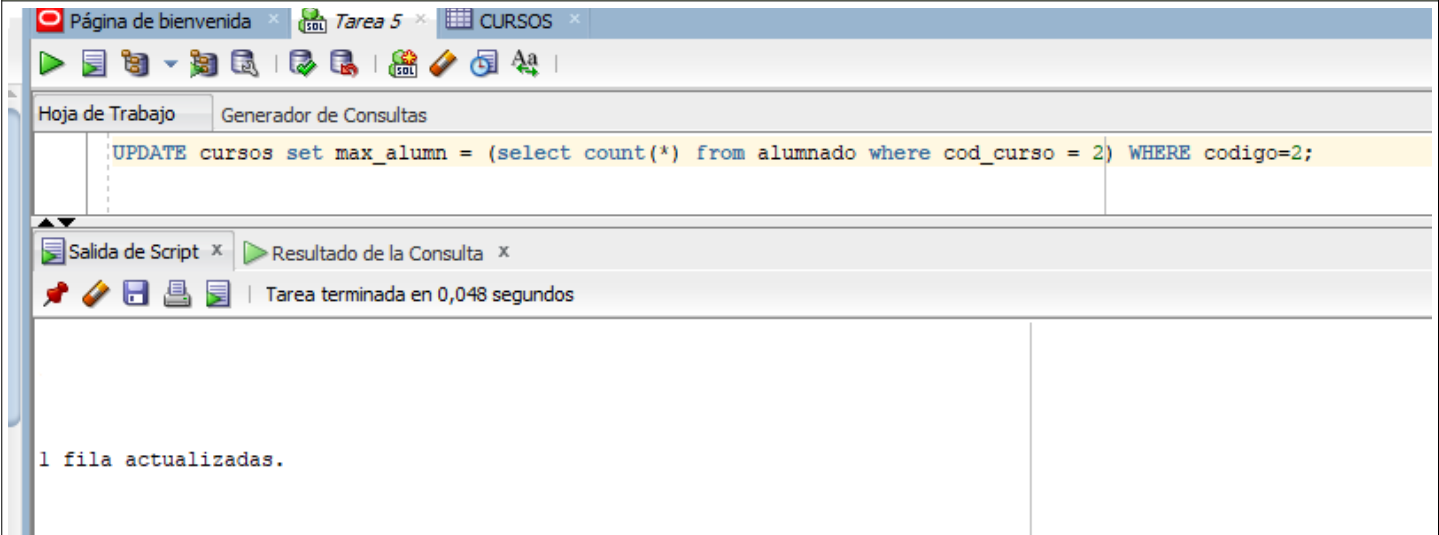 Página de bienvenida × Tarea 5 × CURSOS ×
Hoja de Trabajo Generador de Consultas
UPDATE cursos set max_alumn = (select count(*) from alumnado where cod_curso = 2) WHERE codigo=2;
Salida de Script x Resultado de la Consulta x
Tarea terminada en 0,048 segundos
1 fila actualizadas.